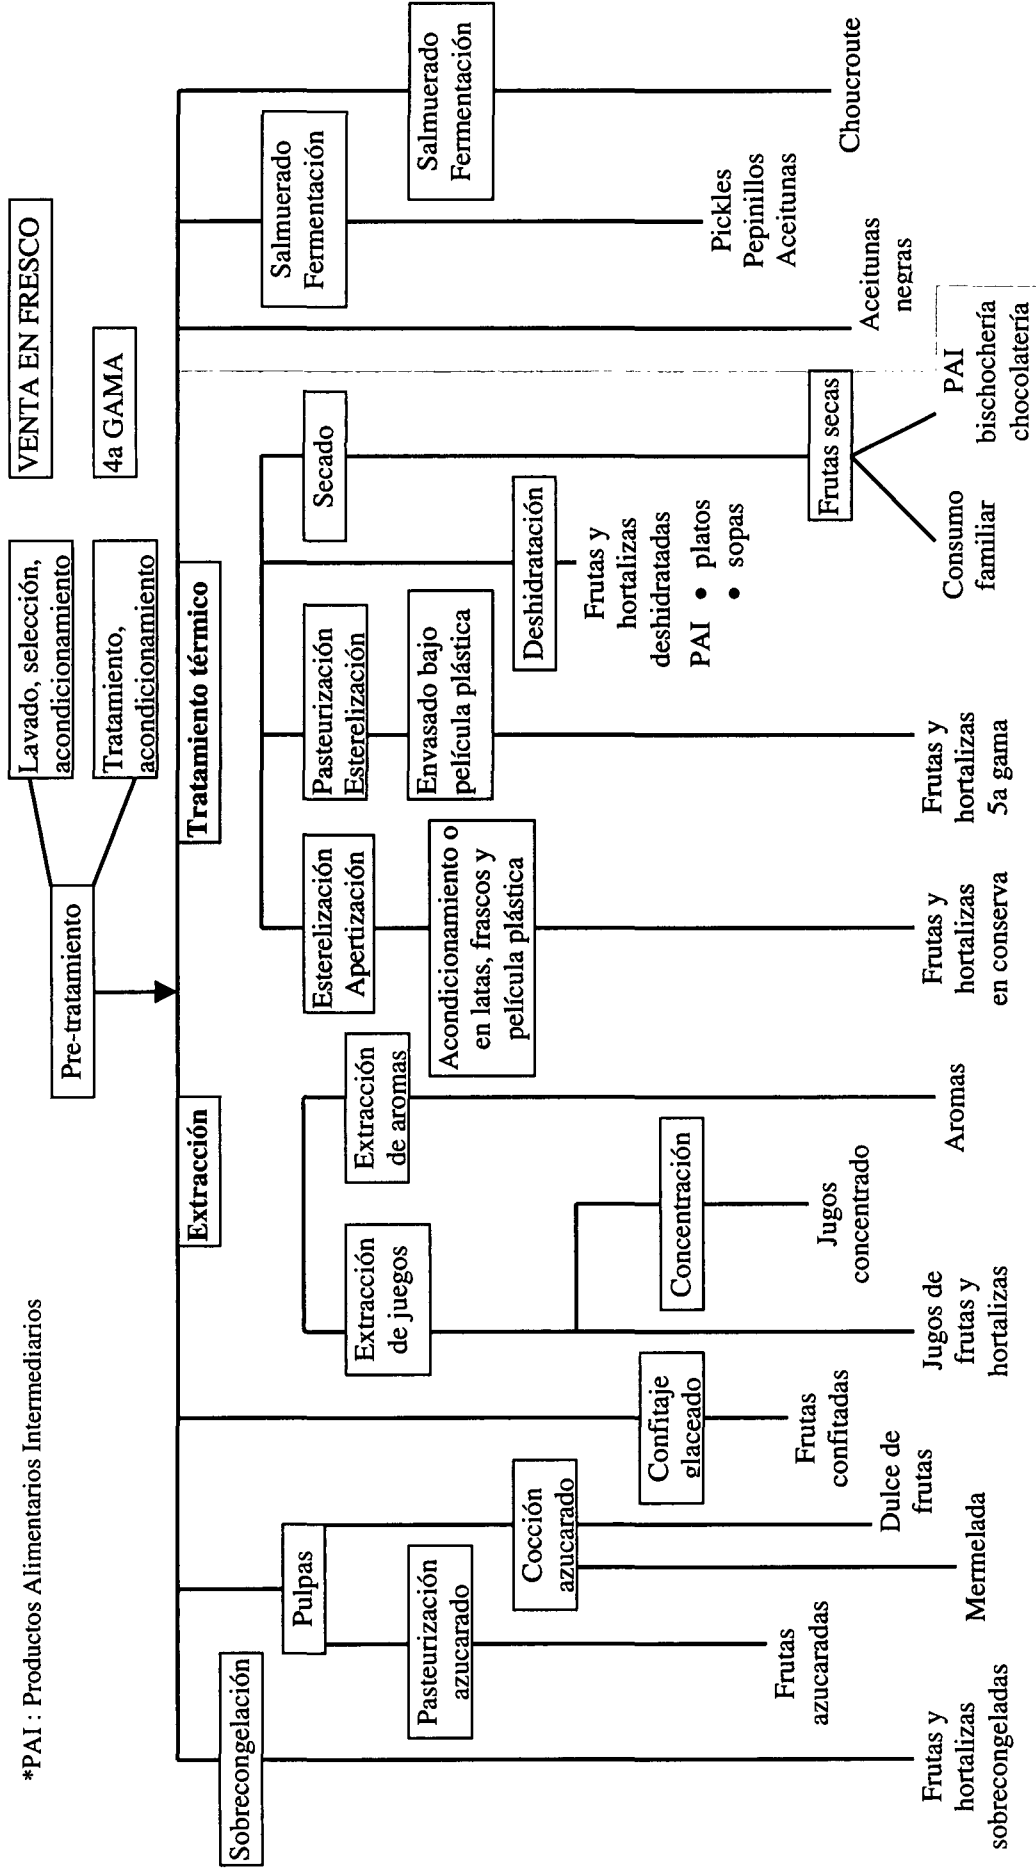 *PAI : Productos Alimentarios Intermediarios
Pre-tratamiento
Lavado, selección,
acondicionamiento
VENTA EN FRESCO
Tratamiento,
acondicionamiento
4a GAMA
Extracción
Tratamiento térmico
Sobrecongelación
Frutas y
hortalizas
sobrecongeladas
Pulpas
Pasteurización
azucarado
Frutas
azucaradas
Cocción
azucarado
Mermelada
Dulce de
frutas
Confitaje
glaceado
Frutas
confitadas
Extracción
de juegos
Jugos de
frutas y
hortalizas
Concentración
Jugos
concentrado
Extracción
de aromas
Aromas
Esterelización
Apertización
Acondicionamiento o
en latas, frascos y
película plástica
Frutas y
hortalizas
en conserva
Pasteurización
Esterelización
Envasado bajo
película plástica
Frutas y
hortalizas
5a gama
Deshidratación
Frutas y
hortalizas
deshidratadas
PAI • platos
• sopas
Secado
Frutas secas
Consumo
familiar
PAI
bischochería
chocolatería
Aceitunas
negras
Salmuerado
Fermentación
Pickles
Pepinillos
Aceitunas
Salmuerado
Fermentación
Choucroute